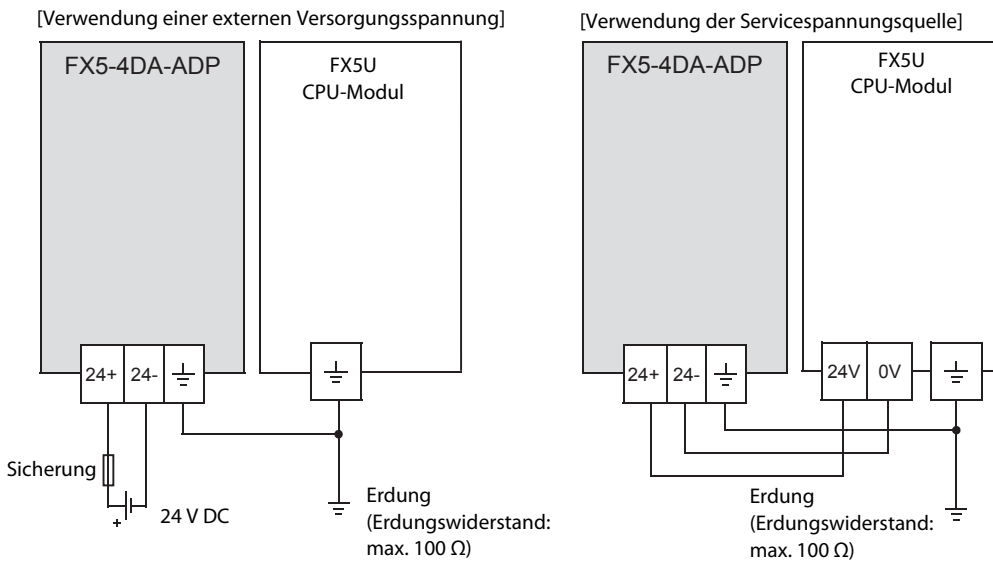 [Verwendung einer externen Versorgungsspannung]
FX5-4DA-ADP
FX5U
CPU-Modul
24+
24-
Sicherung
+
24 V DC
Erdung
(Erdungswiderstand:
max. 100 Ω)
[Verwendung der Servicespannungsquelle]
FX5-4DA-ADP
FX5U
CPU-Modul
24+
24-
24V
0V
Erdung
(Erdungswiderstand:
max. 100 Ω)